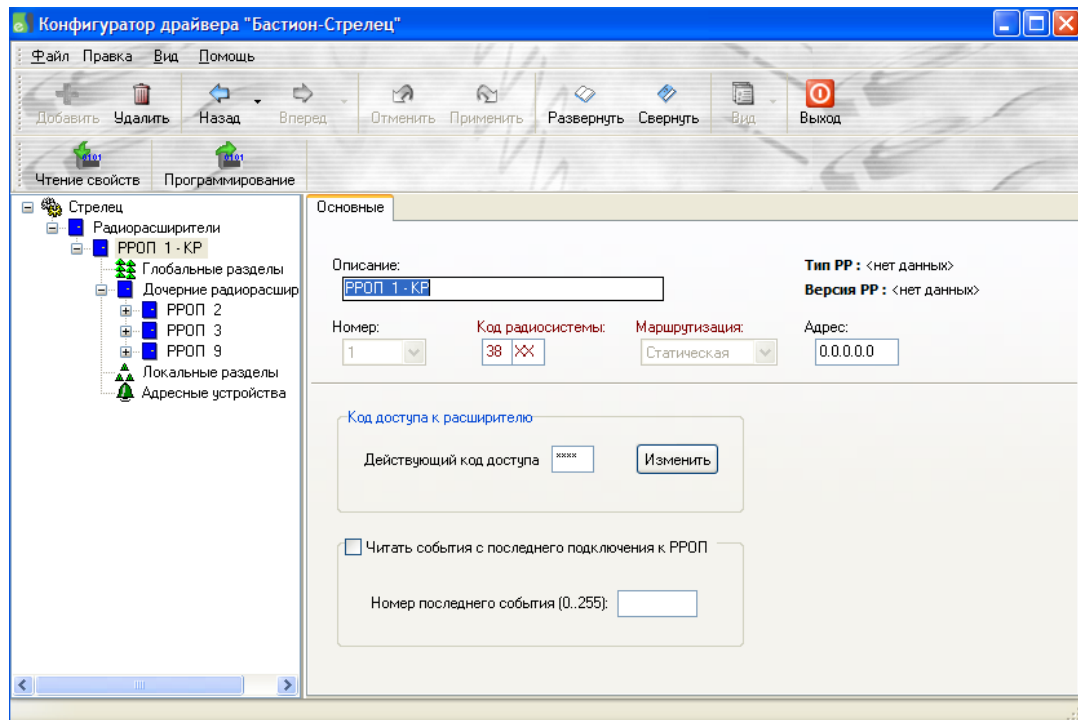 Конфигуратор драйвера "Бастион-Стрелец"
Файл Правка Вид Помощь
Добавить Удалить Назад Вперед Отменить Применить Развернуть Свернуть Вид Выход
Чтение свойств Программирование
Стрелец
Радиорасширители
РРОП 1 - КР
Глобальные разделы
Дочерние радиорасшир
РРОП 2
РРОП 3
РРОП 9
Локальные разделы
Адресные устройства
Основные
Описание:
РРОП 1 - КР
Тип РР : <нет данных>
Версия РР : <нет данных>
Номер: Код радиосистемы: Маршрутизация: Адрес:
1 38 XX Статическая 0.0.0.0.0
Код доступа к расширителю
Действующий код доступа **** Изменить
Читать события с последнего подключения к РРОП
Номер последнего события (0..255):